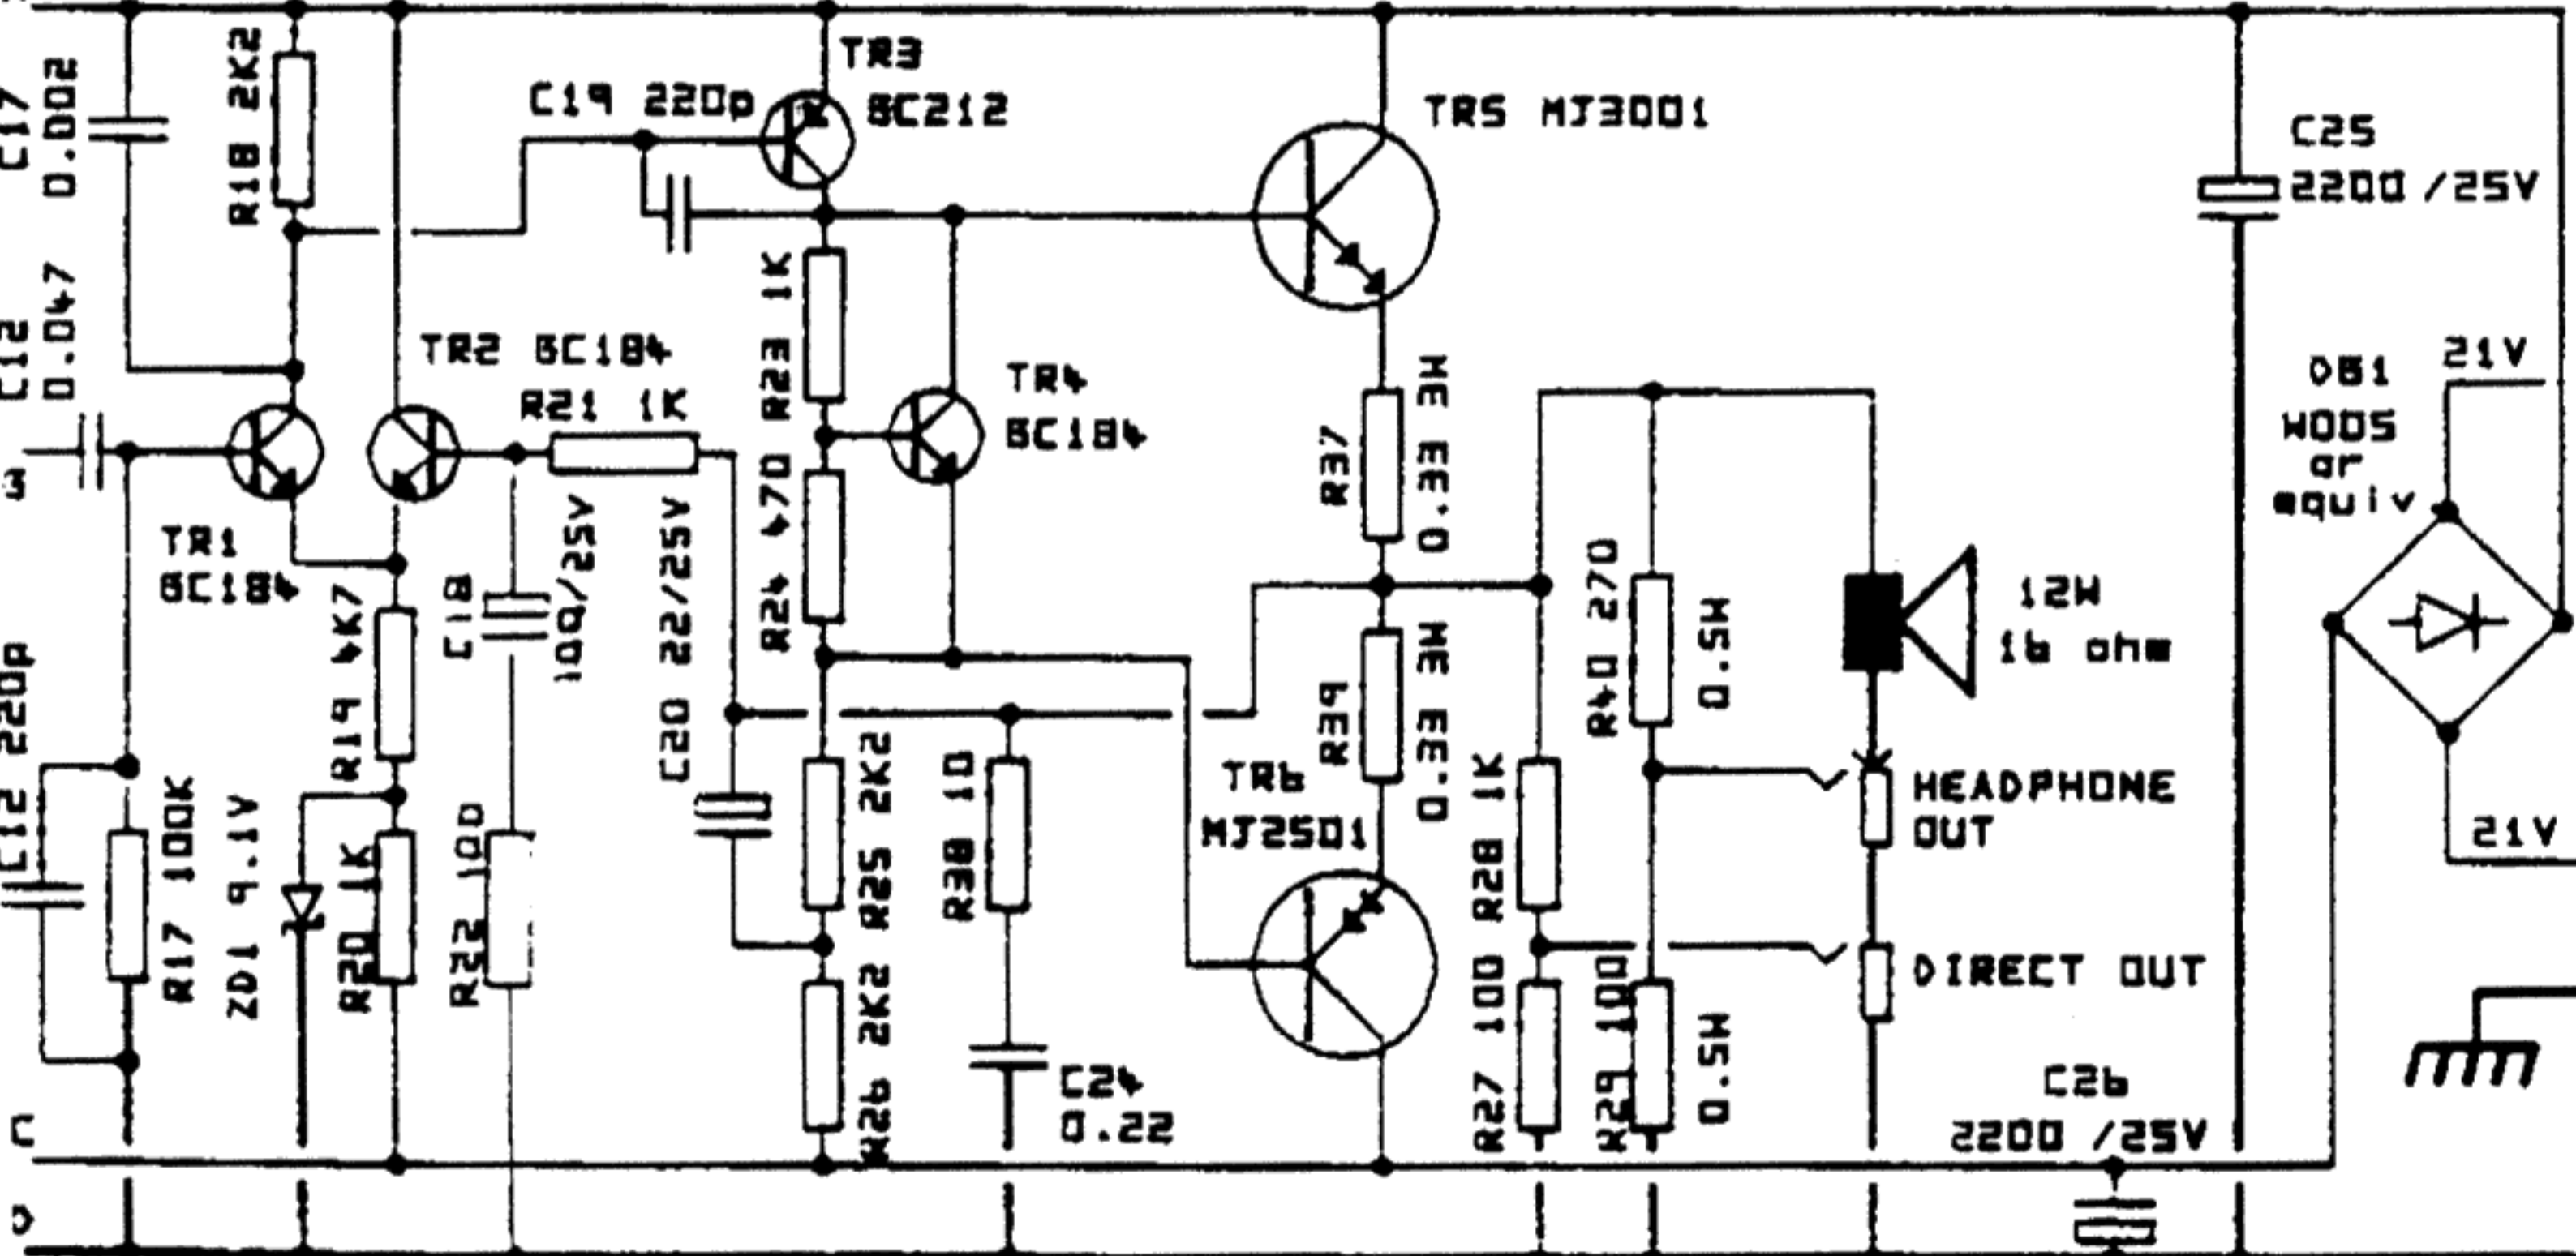 C17
0.002
R18 2K2
C19 220p
TR3
BC212
TR5 MJ3001
C25
2200 /25V
C12
0.047
TR2 BC184
R21 1K
R23 1K
TR4
BC184
R37
0.33 3W
DB1
W005
or
equiv
21V
TR1
BC184
R19 4K7
C18
100/25V
C20 22/25V
R24 470
R39
0.33 3W
R40 270
0.5W
12W
16 ohm
C12 220p
R17 100K
ZD1 9.1V
R20 1K
R22 100
R25 2K2
R38 10
TR6
MJ2501
R28 1K
HEADPHONE
OUT
21V
R26 2K2
C24
0.22
R27 100
R29 100
0.5W
DIRECT OUT
C26
2200 /25V